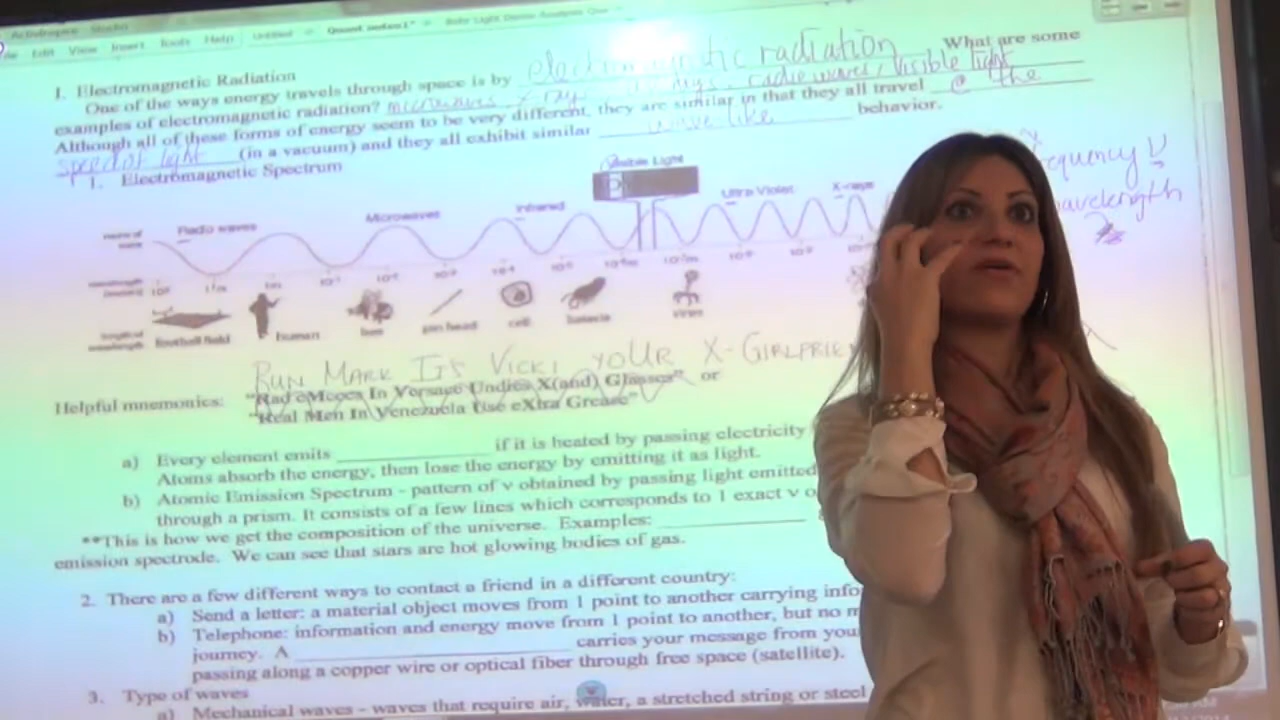 Edit View Insert Tools Help
I. Electromagnetic Radiation
One of the ways energy travels through space is by electromagnetic radiation What are some
examples of electromagnetic radiation? microwaves, radiowaves, visible light
Although all of these forms of energy seem to be very different, they are similar in that they all travel @ the
speed of light (in a vacuum) and they all exhibit similar wave like behavior.
1. Electromagnetic Spectrum
Visible Light
Radio waves Microwaves Infrared Ultra Violet X-rays
football field human pin head cell bacteria virus
frequency ν
wavelength
RUN MARK ITS VICKI YOUR X-GIRLFRIE
Helpful mnemonics: "Rad eMcees In Versace Undies X(and) Glasses" or
"Real Men In Venezuela Use eXtra Grease"
a) Every element emits if it is heated by passing electricity
Atoms absorb the energy, then lose the energy by emitting it as light.
b) Atomic Emission Spectrum - pattern of ν obtained by passing light emitted
through a prism. It consists of a few lines which corresponds to 1 exact ν o
**This is how we get the composition of the universe. Examples:
emission spectrode. We can see that stars are hot glowing bodies of gas.
2. There are a few different ways to contact a friend in a different country:
a) Send a letter: a material object moves from 1 point to another carrying info
b) Telephone: information and energy move from 1 point to another, but no m
journey. A carries your message from you
passing along a copper wire or optical fiber through free space (satellite).
3. Type of waves
a) Mechanical waves - waves that require air, water, a stretched string or steel